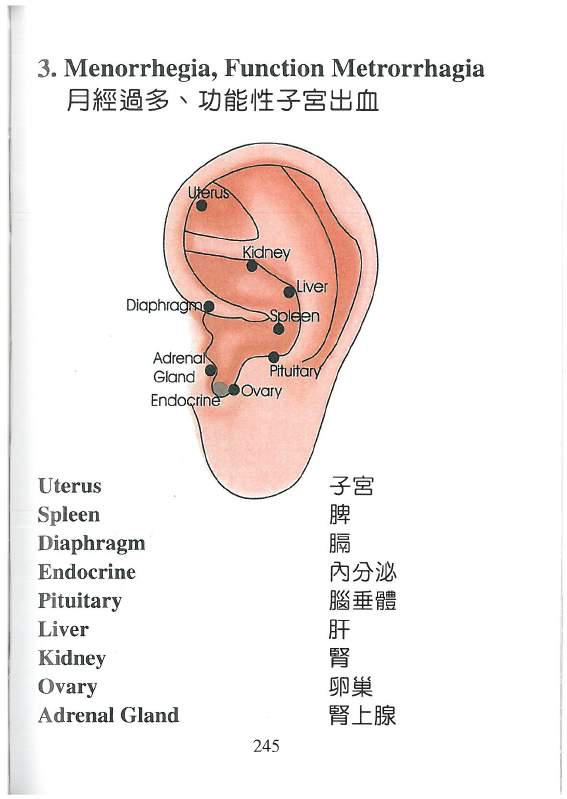 3. Menorrhegia, Function Metrorrhagia
月經過多、功能性子宮出血
Uterus
Kidney
Liver
Diaphragm
Spleen
Adrenal
Gland
Pituitary
Endocrine
Ovary
Uterus 子宮
Spleen 脾
Diaphragm 膈
Endocrine 內分泌
Pituitary 腦垂體
Liver 肝
Kidney 腎
Ovary 卵巢
Adrenal Gland 腎上腺
245